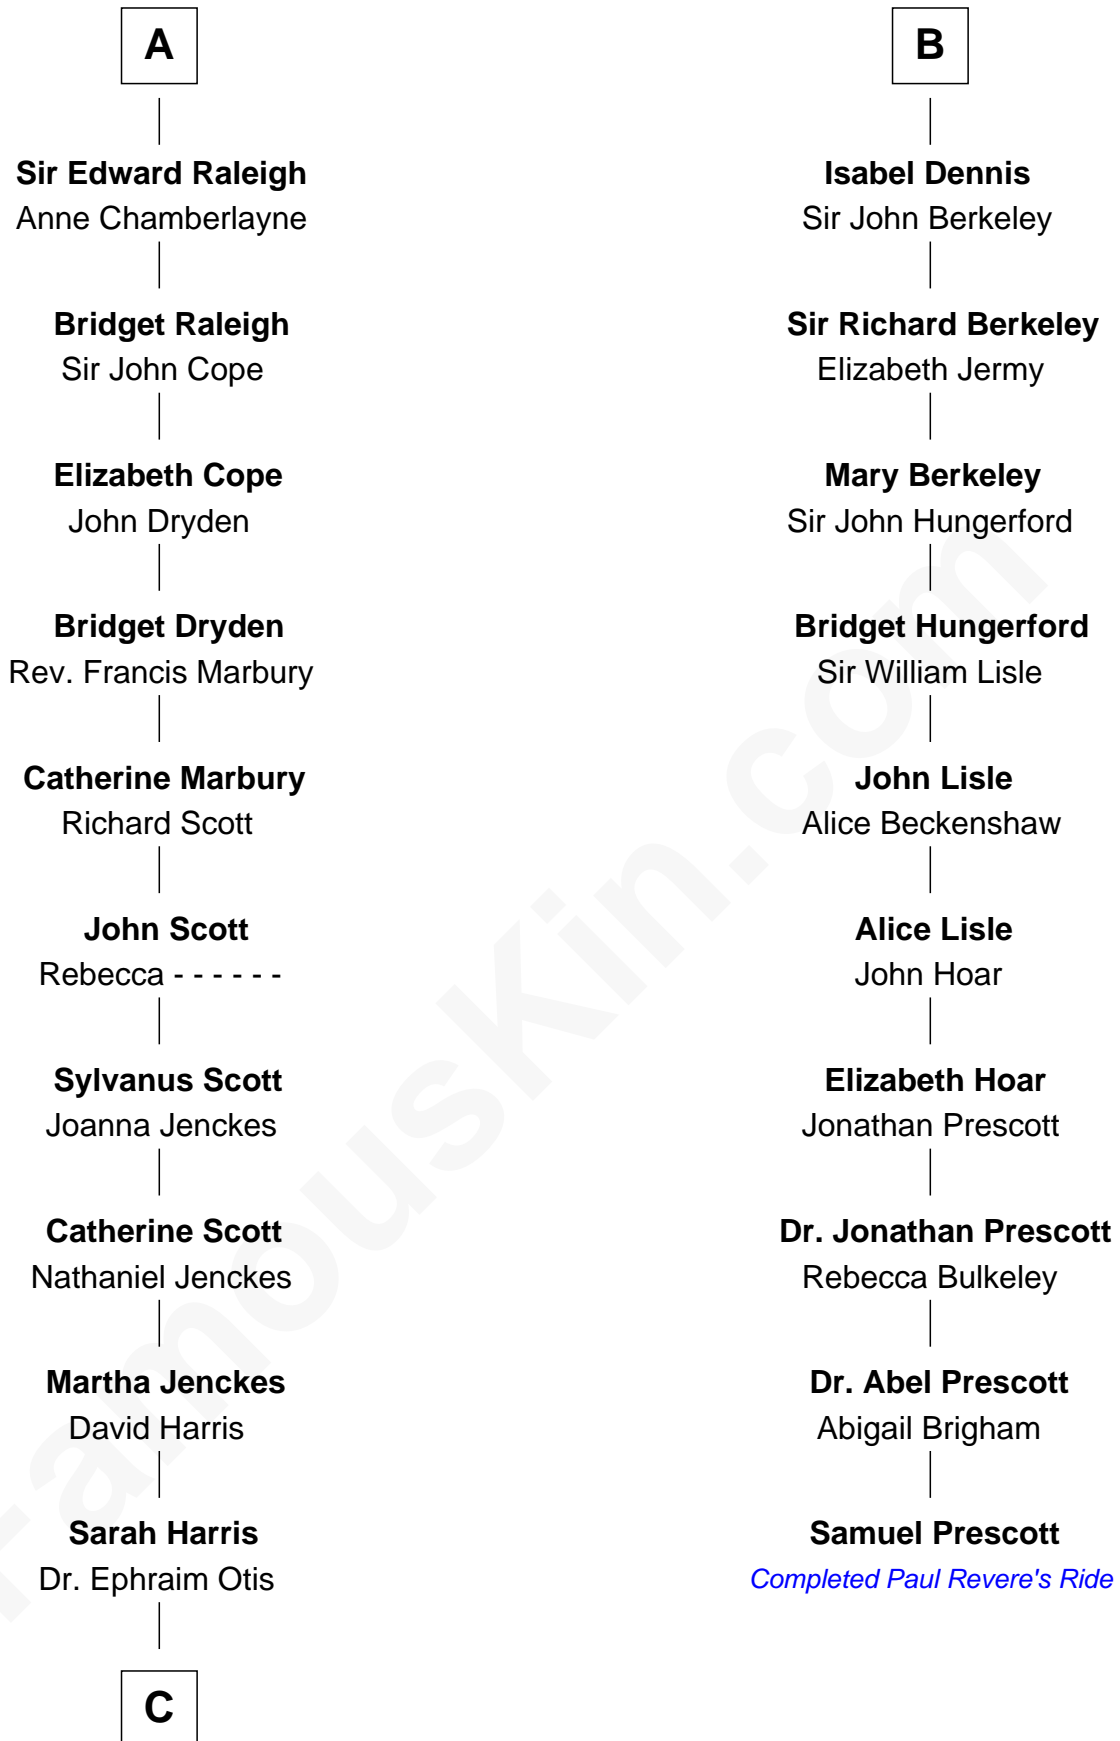 A
Sir Edward Raleigh
Anne Chamberlayne
Bridget Raleigh
Sir John Cope
Elizabeth Cope
John Dryden
Bridget Dryden
Rev. Francis Marbury
Catherine Marbury
Richard Scott
John Scott
Rebecca - - - - - -
Sylvanus Scott
Joanna Jenckes
Catherine Scott
Nathaniel Jenckes
Martha Jenckes
David Harris
Sarah Harris
Dr. Ephraim Otis
C
B
Isabel Dennis
Sir John Berkeley
Sir Richard Berkeley
Elizabeth Jermy
Mary Berkeley
Sir John Hungerford
Bridget Hungerford
Sir William Lisle
John Lisle
Alice Beckenshaw
Alice Lisle
John Hoar
Elizabeth Hoar
Jonathan Prescott
Dr. Jonathan Prescott
Rebecca Bulkeley
Dr. Abel Prescott
Abigail Brigham
Samuel Prescott
Completed Paul Revere's Ride
FamousKin.com